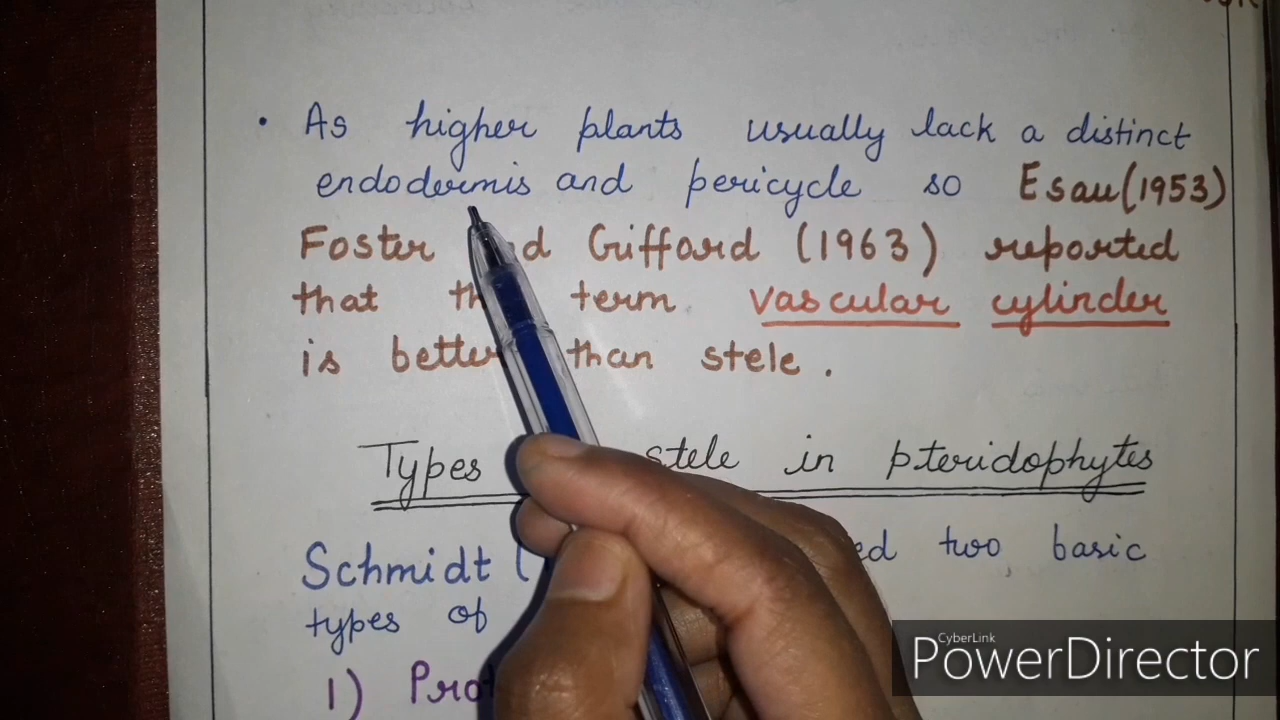 • As higher plants usually lack a distinct
endodermis and pericycle so Esau (1953)
Foster Gifford (1963) reported
that term vascular cylinder
is better than stele.
Types stele in pteridophytes
Schmidt ( two basic
types of
1)
CyberLink
PowerDirector